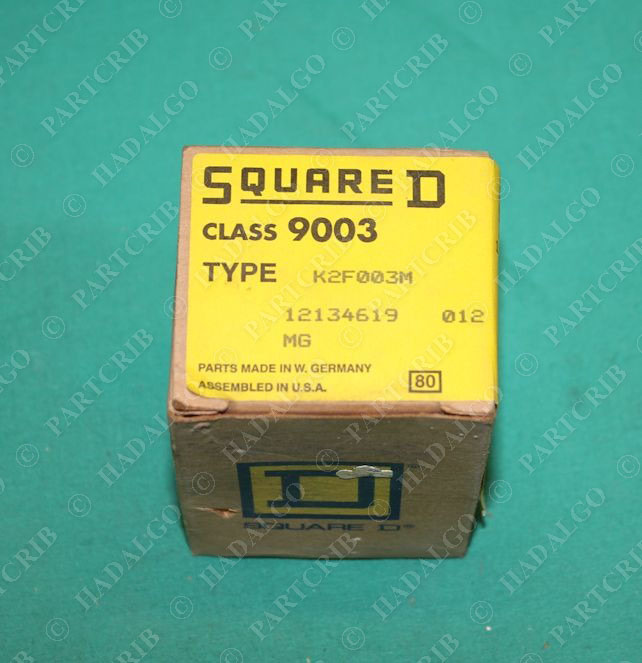 SQUARE D
CLASS 9003
TYPE K2F003M
12134619 012
MG
PARTS MADE IN W. GERMANY
ASSEMBLED IN U.S.A. 80
D
SQUARE D®
© PARTCRIB
© HADALGO